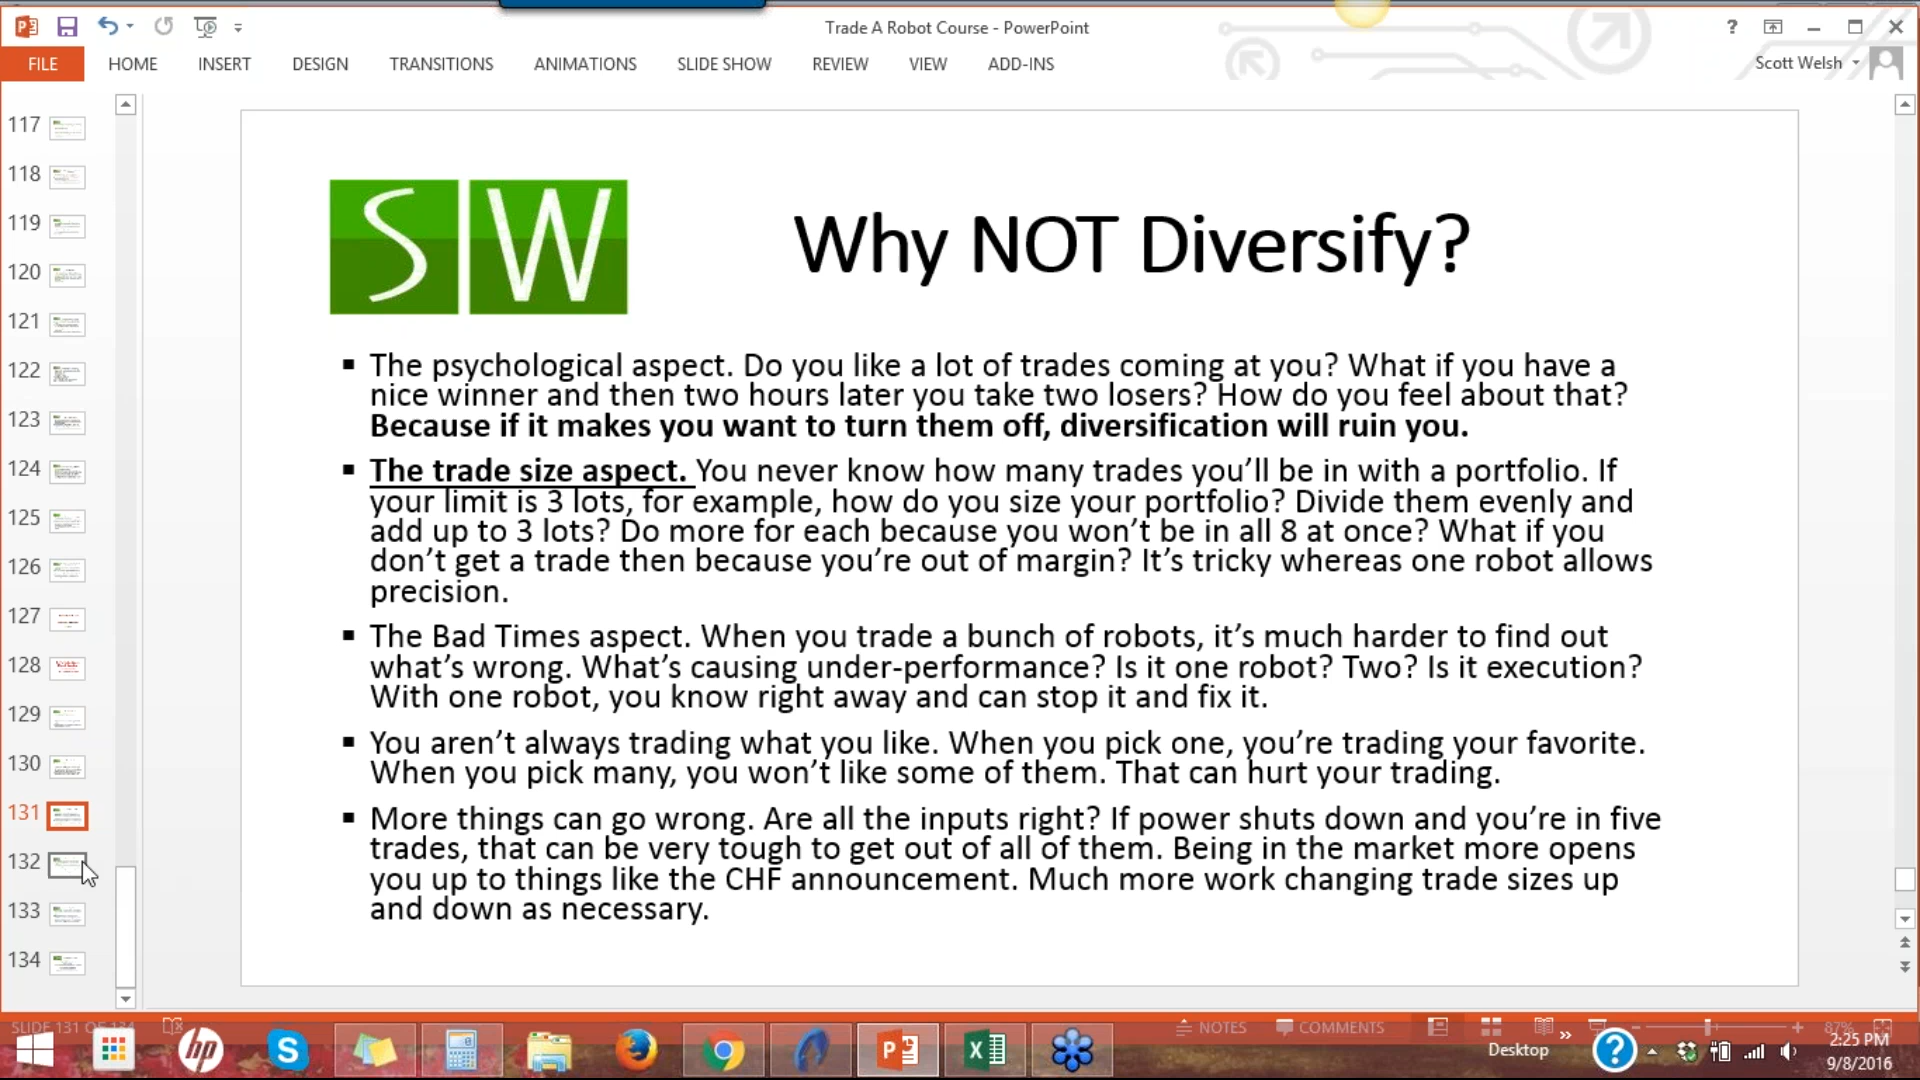 Trade A Robot Course - PowerPoint
FILE HOME INSERT DESIGN TRANSITIONS ANIMATIONS SLIDE SHOW REVIEW VIEW ADD-INS Scott Welsh
117
118
119
120
121
122
123
124
125
126
127
128
129
130
131
132
133
134
SW
Why NOT Diversify?
▪ The psychological aspect. Do you like a lot of trades coming at you? What if you have a
nice winner and then two hours later you take two losers? How do you feel about that?
Because if it makes you want to turn them off, diversification will ruin you.
▪ The trade size aspect. You never know how many trades you’ll be in with a portfolio. If
your limit is 3 lots, for example, how do you size your portfolio? Divide them evenly and
add up to 3 lots? Do more for each because you won’t be in all 8 at once? What if you
don’t get a trade then because you’re out of margin? It’s tricky whereas one robot allows
precision.
▪ The Bad Times aspect. When you trade a bunch of robots, it’s much harder to find out
what’s wrong. What’s causing under-performance? Is it one robot? Two? Is it execution?
With one robot, you know right away and can stop it and fix it.
▪ You aren’t always trading what you like. When you pick one, you’re trading your favorite.
When you pick many, you won’t like some of them. That can hurt your trading.
▪ More things can go wrong. Are all the inputs right? If power shuts down and you’re in five
trades, that can be very tough to get out of all of them. Being in the market more opens
you up to things like the CHF announcement. Much more work changing trade sizes up
and down as necessary.
SLIDE 131 OF 134 NOTES COMMENTS 87%
hp Desktop 2:25 PM
9/8/2016